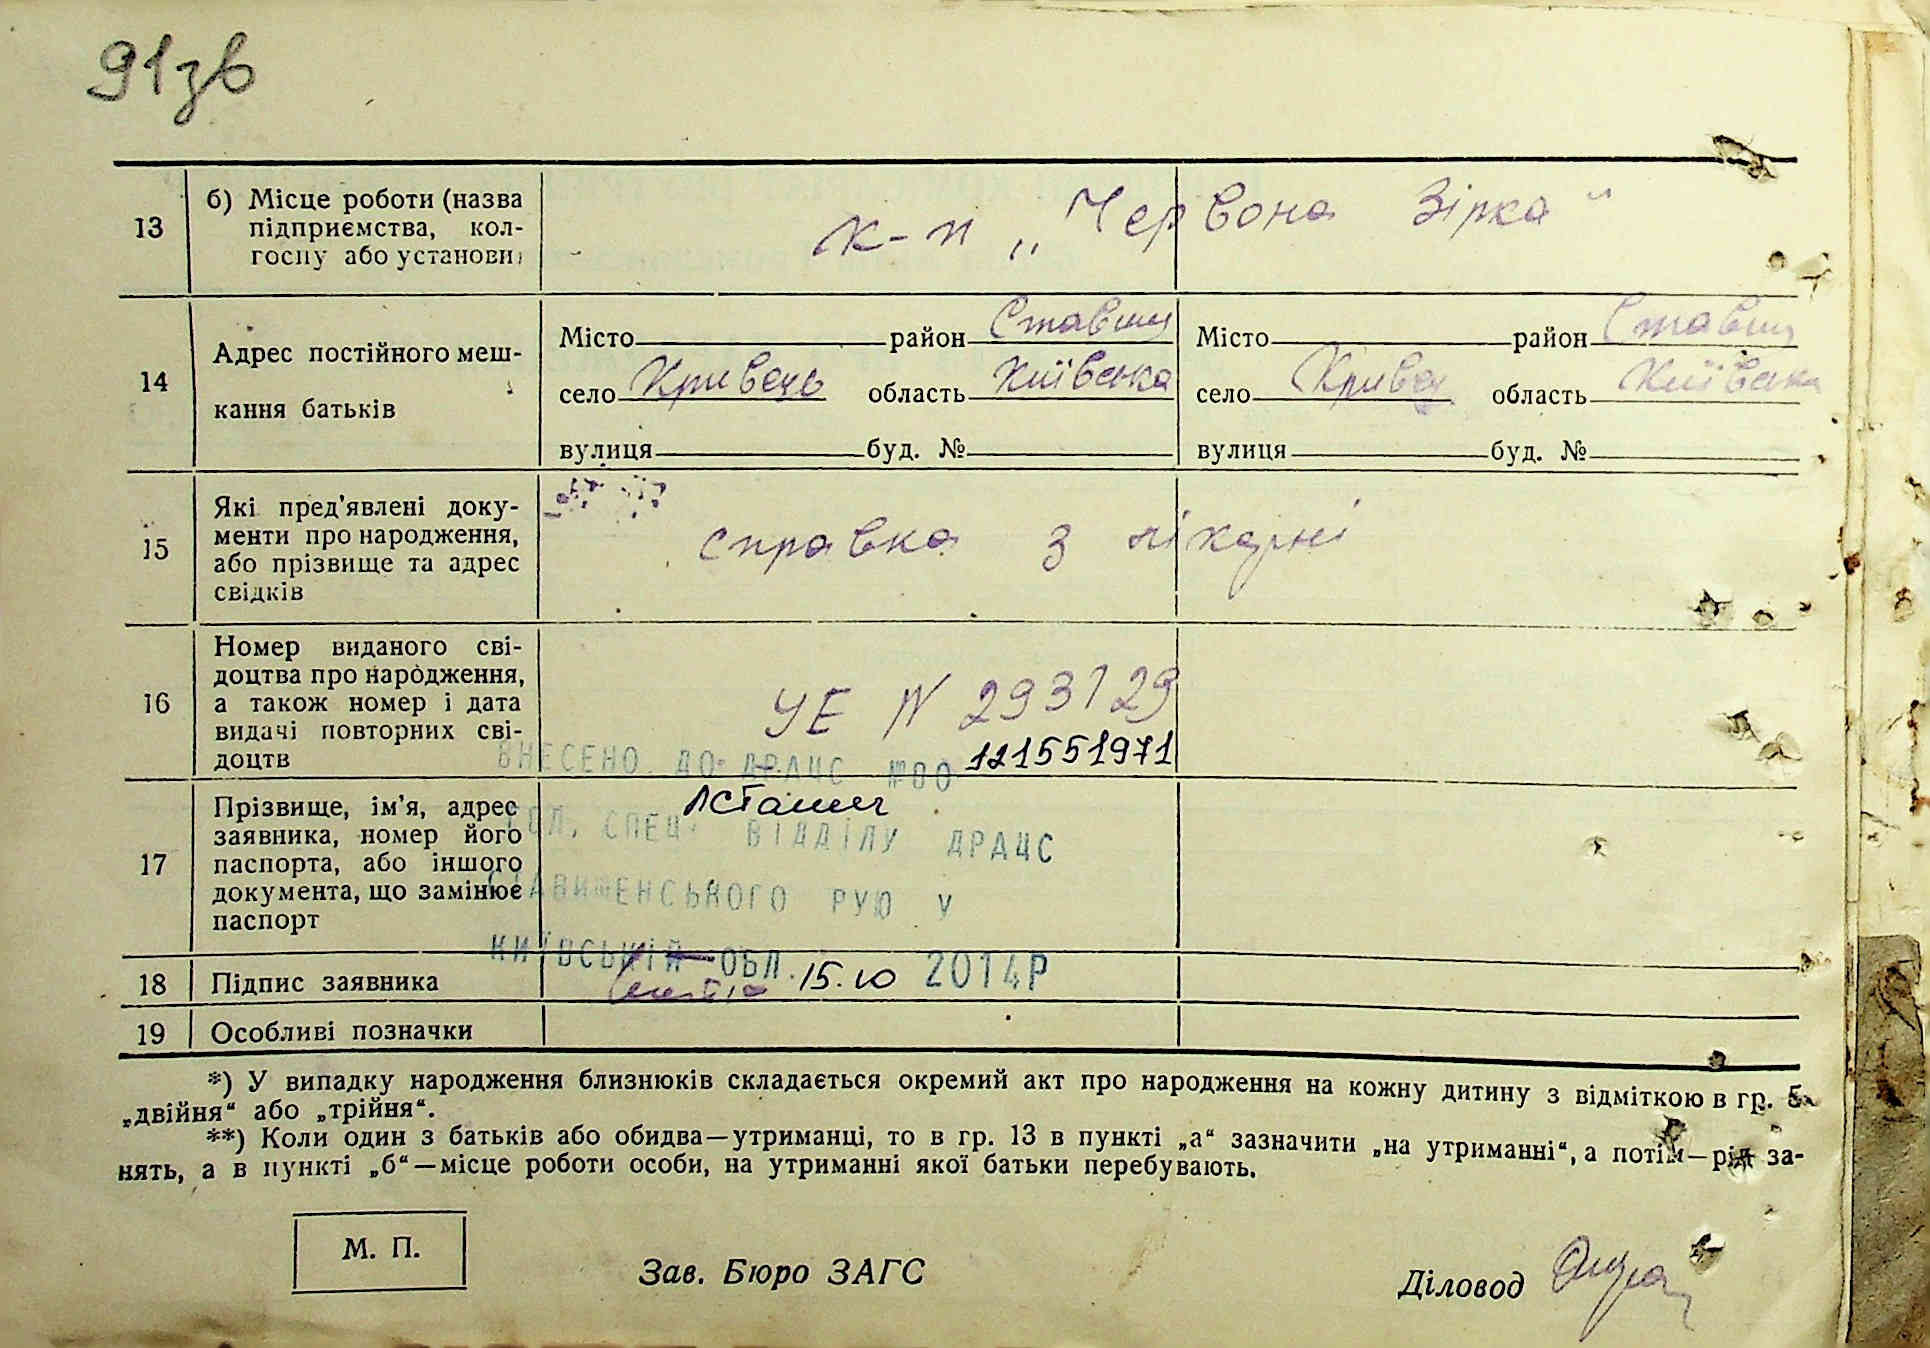 91зв
13 б) Місце роботи (назва
підприємства, кол-
госпу або установи)
к-п „Червона Зірка"
14 Адрес постійного меш-
кання батьків
Місто район Ставищ Місто район Ставищ
село Кривець область Київська село Кривец область Київська
вулиця буд. № вулиця буд. №
15 Які пред'явлені доку-
менти про народження,
або прізвище та адрес
свідків
справка з лікарні
16 Номер виданого сві-
доцтва про народження,
а також номер і дата
видачі повторних сві-
доцтв
УЕ N 293129
ВНЕСЕНО ДО ДРАЦС №00 121551971
17 Прізвище, ім'я, адрес
заявника, номер його
паспорта, або іншого
документа, що замінює
паспорт
ГОЛ. СПЕЦ. ВІДДІЛУ ДРАЦС
СТАВИЩЕНСЬКОГО РУЮ У
КИЇВСЬКІЙ ОБЛ. 15.10 2014Р
18 Підпис заявника
19 Особливі позначки
*) У випадку народження близнюків складається окремий акт про народження на кожну дитину з відміткою в гр. 5
„двійня“ або „трійня“.
**) Коли один з батьків або обидва—утриманці, то в гр. 13 в пункті „а“ зазначити „на утриманні“, а потім—рід за-
нять, а в пункті „б“—місце роботи особи, на утриманні якої батьки перебувають.
М. П.
Зав. Бюро ЗАГС
Діловод